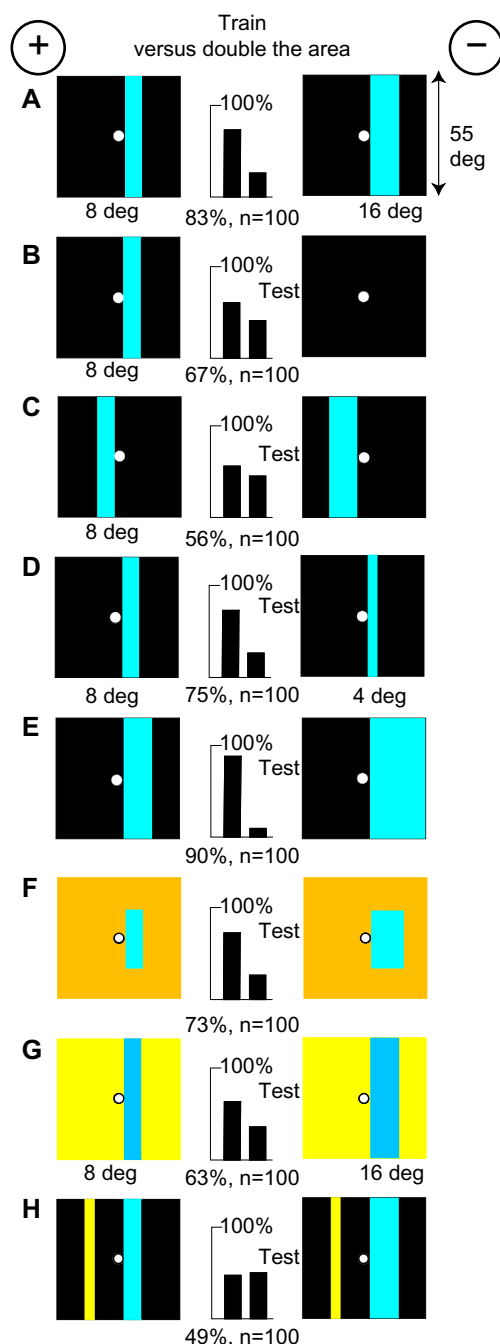 Train
versus double the area
+
−
A
100%
55
deg
8 deg
83%, n=100
16 deg
B
100%
Test
8 deg
67%, n=100
C
100%
Test
8 deg
56%, n=100
D
100%
Test
8 deg
75%, n=100
4 deg
E
100%
Test
90%, n=100
F
100%
Test
73%, n=100
G
100%
Test
8 deg
63%, n=100
16 deg
H
100%
Test
49%, n=100